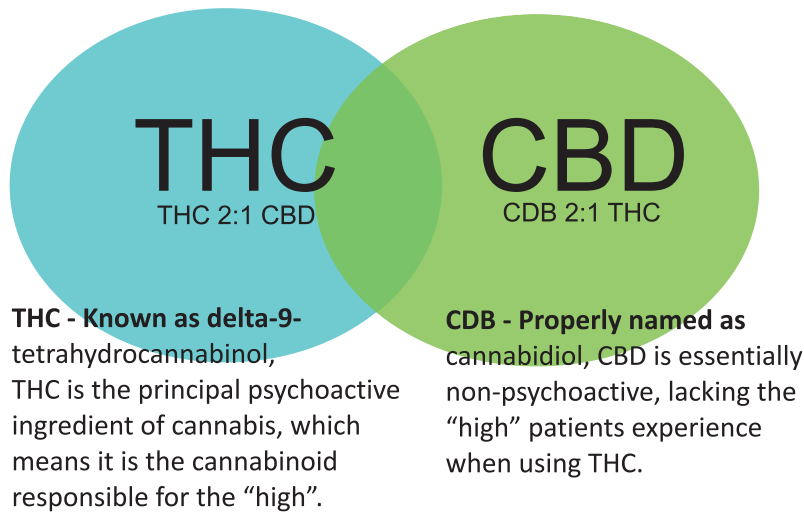 THC
THC 2:1 CBD
CBD
CDB 2:1 THC
THC - Known as delta-9-
tetrahydrocannabinol,
THC is the principal psychoactive
ingredient of cannabis, which
means it is the cannabinoid
responsible for the “high”.
CDB - Properly named as
cannabidiol, CBD is essentially
non-psychoactive, lacking the
“high” patients experience
when using THC.